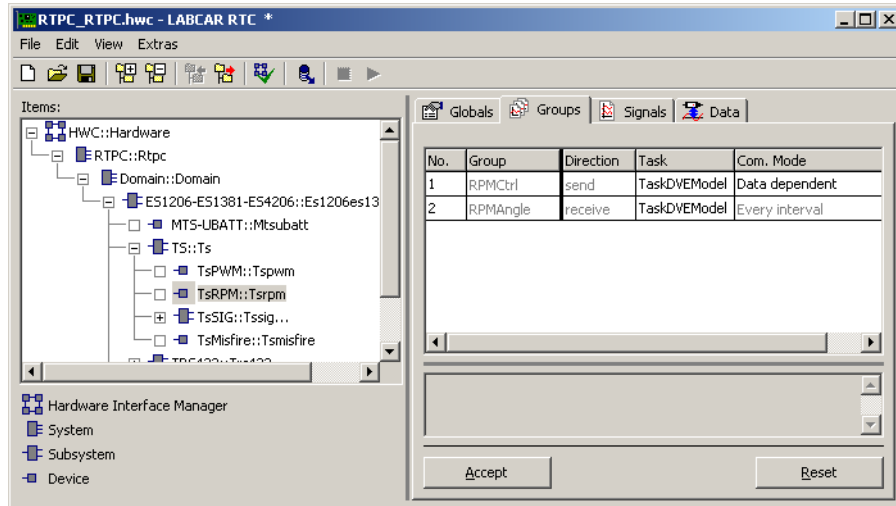 RTPC_RTPC.hwc - LABCAR RTC *
File Edit View Extras
Items:
HWC::Hardware
RTPC::Rtpc
Domain::Domain
ES1206-ES1381-ES4206::Es1206es13
MTS-UBATT::Mtsubatt
TS::Ts
TsPWM::Tspwm
TsRPM::Tsrpm
TsSIG::Tssig...
TsMisfire::Tsmisfire
Hardware Interface Manager
System
Subsystem
Device
Globals Groups Signals Data
No. Group Direction Task Com. Mode
1 RPMCtrl send TaskDVEModel Data dependent
2 RPMAngle receive TaskDVEModel Every interval
Accept Reset